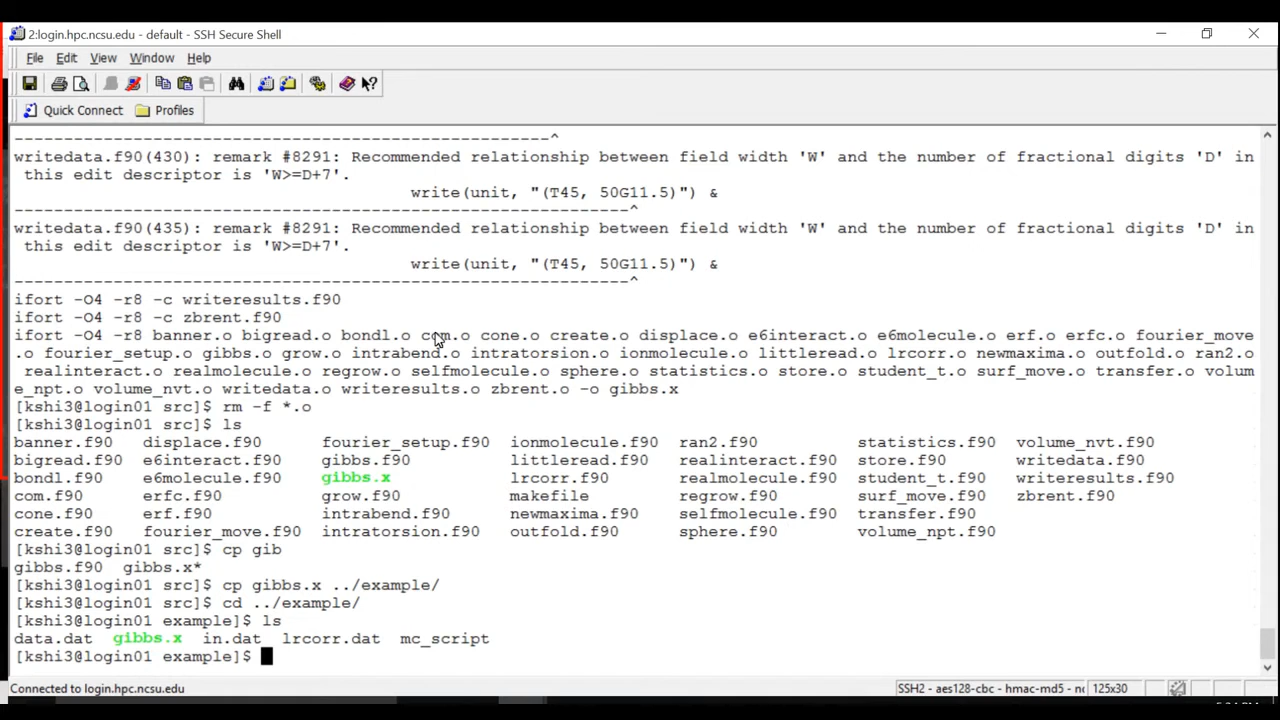 2:login.hpc.ncsu.edu - default - SSH Secure Shell
File Edit View Window Help
Quick Connect Profiles
------------------------------------------------------^
writedata.f90(430): remark #8291: Recommended relationship between field width 'W' and the number of fractional digits 'D' in
this edit descriptor is 'W>=D+7'.
write(unit, "(T45, 50G11.5)") &
--------------------------------------------------------------^
writedata.f90(435): remark #8291: Recommended relationship between field width 'W' and the number of fractional digits 'D' in
this edit descriptor is 'W>=D+7'.
write(unit, "(T45, 50G11.5)") &
--------------------------------------------------------------^
ifort -O4 -r8 -c writeresults.f90
ifort -O4 -r8 -c zbrent.f90
ifort -O4 -r8 banner.o bigread.o bondl.o com.o cone.o create.o displace.o e6interact.o e6molecule.o erf.o erfc.o fourier_move
.o fourier_setup.o gibbs.o grow.o intrabend.o intratorsion.o ionmolecule.o littleread.o lrcorr.o newmaxima.o outfold.o ran2.o
realinteract.o realmolecule.o regrow.o selfmolecule.o sphere.o statistics.o store.o student_t.o surf_move.o transfer.o volum
e_npt.o volume_nvt.o writedata.o writeresults.o zbrent.o -o gibbs.x
[kshi3@login01 src]$ rm -f *.o
[kshi3@login01 src]$ ls
banner.f90 displace.f90 fourier_setup.f90 ionmolecule.f90 ran2.f90 statistics.f90 volume_nvt.f90
bigread.f90 e6interact.f90 gibbs.f90 littleread.f90 realinteract.f90 store.f90 writedata.f90
bondl.f90 e6molecule.f90 gibbs.x lrcorr.f90 realmolecule.f90 student_t.f90 writeresults.f90
com.f90 erfc.f90 grow.f90 makefile regrow.f90 surf_move.f90 zbrent.f90
cone.f90 erf.f90 intrabend.f90 newmaxima.f90 selfmolecule.f90 transfer.f90
create.f90 fourier_move.f90 intratorsion.f90 outfold.f90 sphere.f90 volume_npt.f90
[kshi3@login01 src]$ cp gib
gibbs.f90 gibbs.x*
[kshi3@login01 src]$ cp gibbs.x ../example/
[kshi3@login01 src]$ cd ../example/
[kshi3@login01 example]$ ls
data.dat gibbs.x in.dat lrcorr.dat mc_script
[kshi3@login01 example]$
Connected to login.hpc.ncsu.edu SSH2 - aes128-cbc - hmac-md5 - 125x30